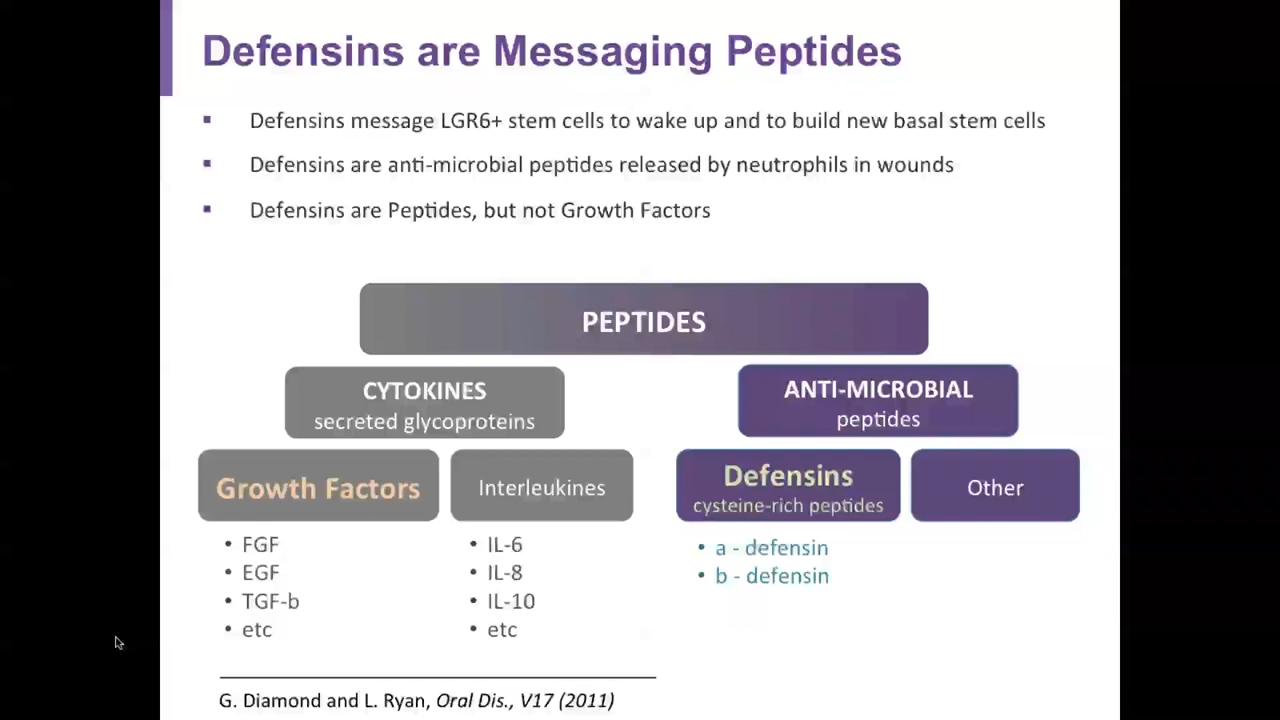 Defensins are Messaging Peptides
▪ Defensins message LGR6+ stem cells to wake up and to build new basal stem cells
▪ Defensins are anti-microbial peptides released by neutrophils in wounds
▪ Defensins are Peptides, but not Growth Factors
PEPTIDES
CYTOKINES
secreted glycoproteins
ANTI-MICROBIAL
peptides
Growth Factors
Interleukines
Defensins
cysteine-rich peptides
Other
• FGF
• EGF
• TGF-b
• etc
• IL-6
• IL-8
• IL-10
• etc
• a - defensin
• b - defensin
G. Diamond and L. Ryan, Oral Dis., V17 (2011)